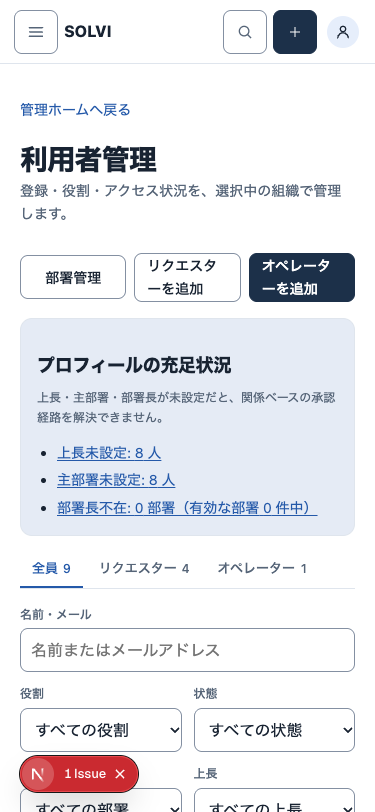 SOLVI
管理ホームへ戻る
利用者管理
登録・役割・アクセス状況を、選択中の組織で管理
します。
部署管理
リクエスタ
ーを追加
オペレータ
ーを追加
プロフィールの充足状況
上長・主部署・部署長が未設定だと、関係ベースの承認
経路を解決できません。
上長未設定: 8 人
主部署未設定: 8 人
部署長不在: 0 部署（有効な部署 0 件中）
全員 9 リクエスター 4 オペレーター 1
名前・メール
名前またはメールアドレス
役割 状態
すべての役割 すべての状態
N 1 Issue
上長
すべての部署 すべての上長